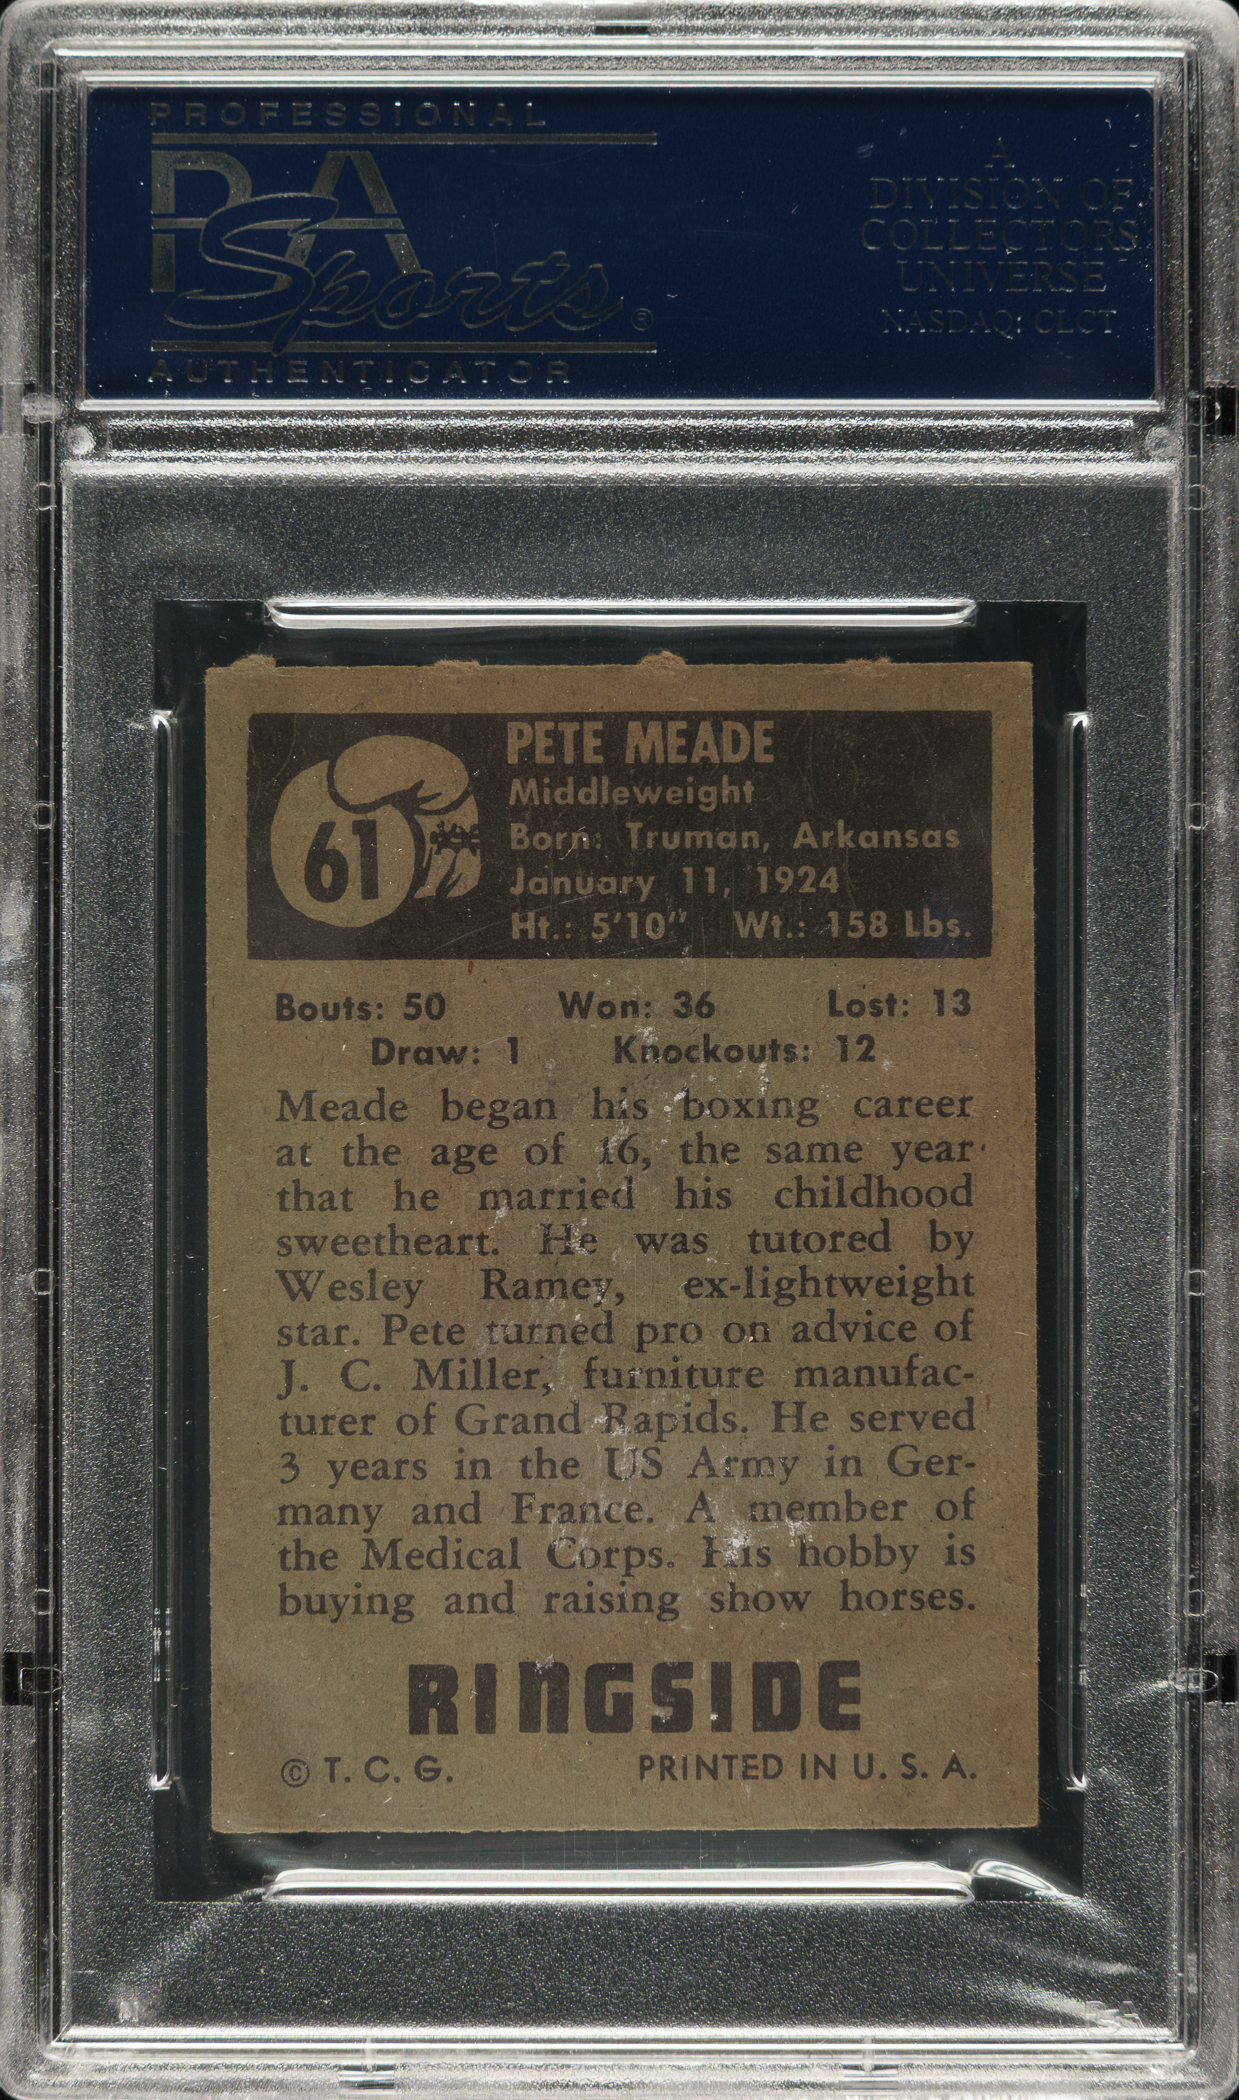 PROFESSIONAL
PSA
Sports®
AUTHENTICATOR
A
DIVISION OF
COLLECTORS
UNIVERSE
NASDAQ: CLCT
61
PETE MEADE
Middleweight
Born: Truman, Arkansas
January 11, 1924
Ht.: 5'10" Wt.: 158 Lbs.
Bouts: 50 Won: 36 Lost: 13
Draw: 1 Knockouts: 12
Meade began his boxing career
at the age of 16, the same year
that he married his childhood
sweetheart. He was tutored by
Wesley Ramey, ex-lightweight
star. Pete turned pro on advice of
J. C. Miller, furniture manufac-
turer of Grand Rapids. He served
3 years in the US Army in Ger-
many and France. A member of
the Medical Corps. His hobby is
buying and raising show horses.
RINGSIDE
© T. C. G. PRINTED IN U. S. A.